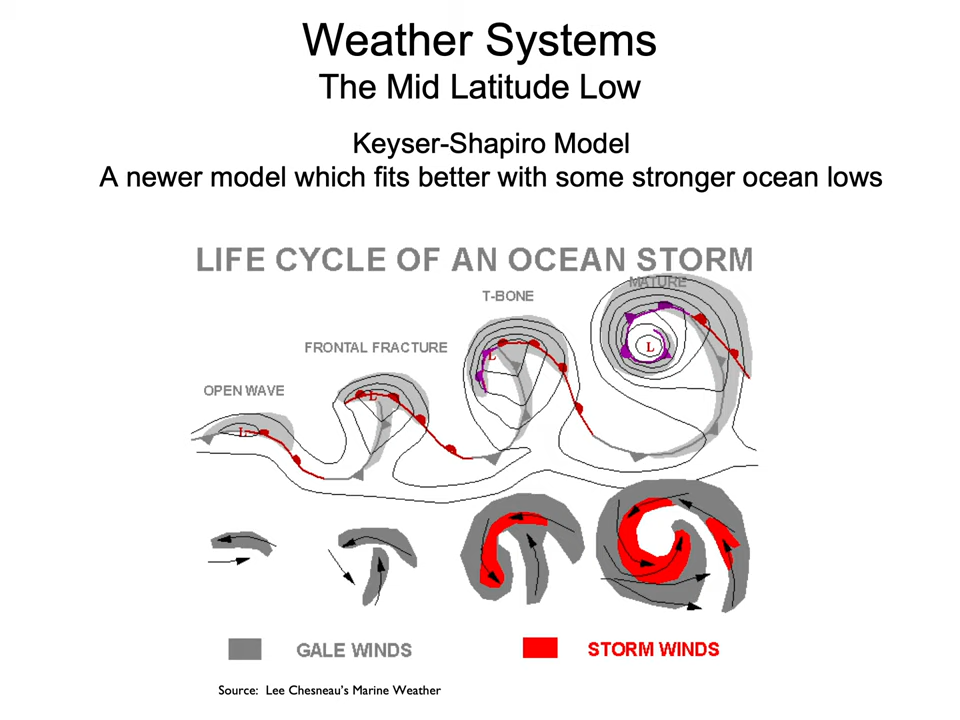 Weather Systems
The Mid Latitude Low
Keyser-Shapiro Model
A newer model which fits better with some stronger ocean lows
LIFE CYCLE OF AN OCEAN STORM
MATURE
T-BONE
FRONTAL FRACTURE
OPEN WAVE
L
L
L
L
GALE WINDS
STORM WINDS
Source: Lee Chesneau's Marine Weather